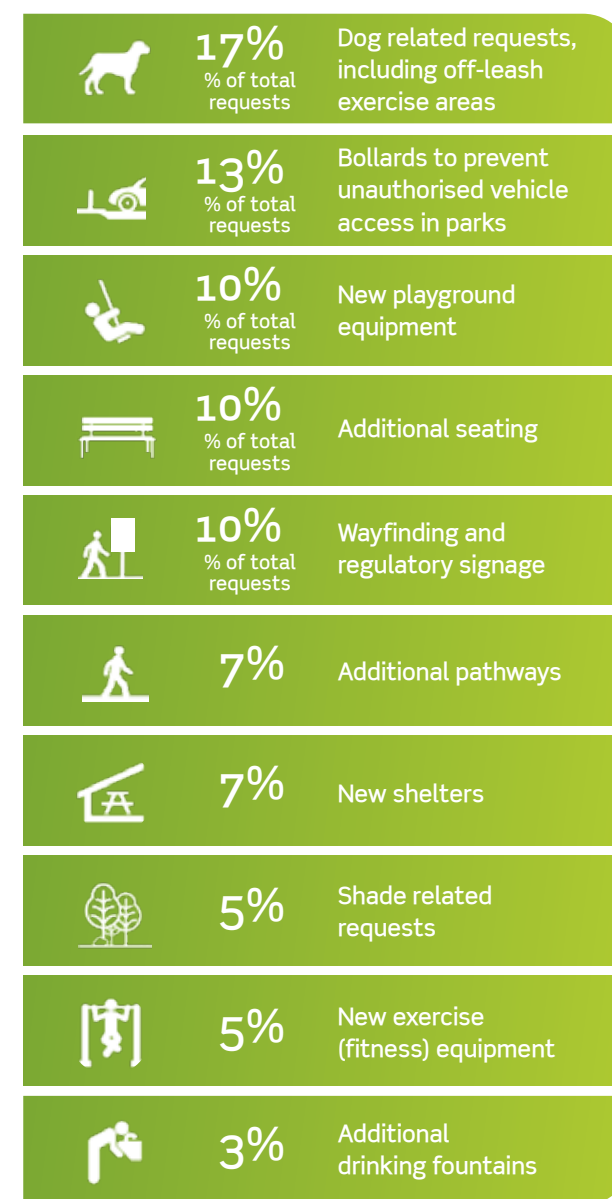 17%
% of total
requests
Dog related requests,
including off-leash
exercise areas
13%
% of total
requests
Bollards to prevent
unauthorised vehicle
access in parks
10%
% of total
requests
New playground
equipment
10%
% of total
requests
Additional seating
10%
% of total
requests
Wayfinding and
regulatory signage
7%
Additional pathways
7%
New shelters
5%
Shade related
requests
5%
New exercise
(fitness) equipment
3%
Additional
drinking fountains